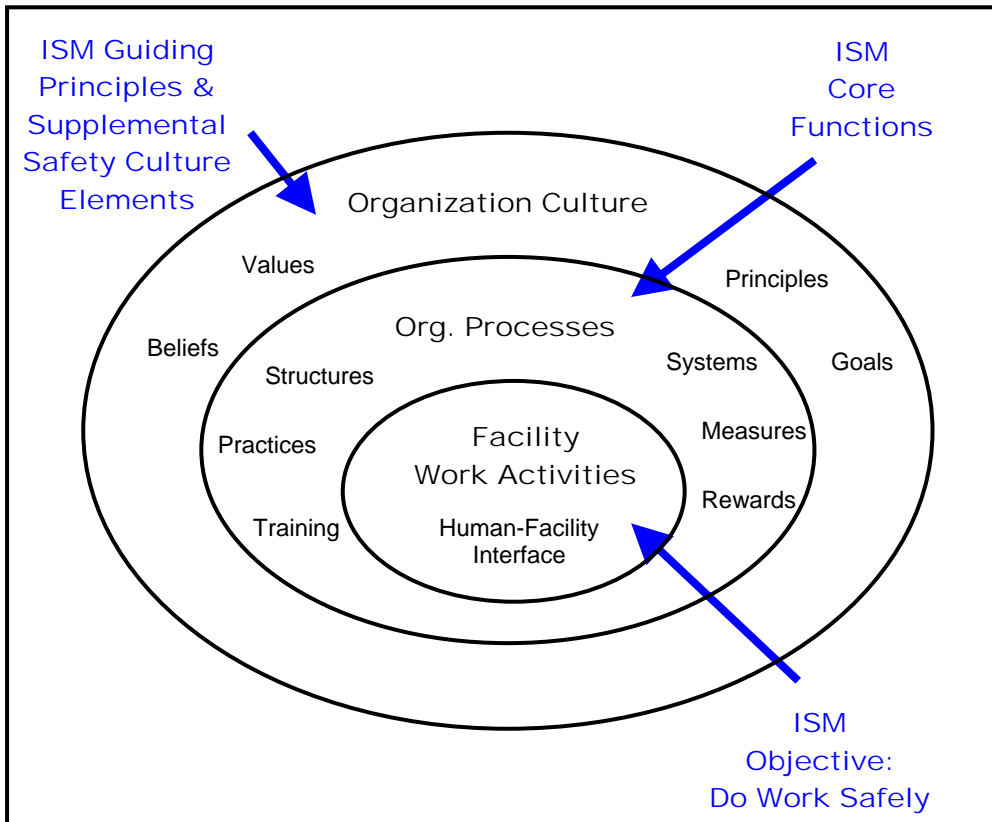 ISM Guiding
Principles &
Supplemental
Safety Culture
Elements
ISM
Core
Functions
Organization Culture
Values
Principles
Beliefs
Goals
Org. Processes
Structures
Systems
Practices
Measures
Training
Rewards
Facility
Work Activities
Human-Facility
Interface
ISM
Objective:
Do Work Safely